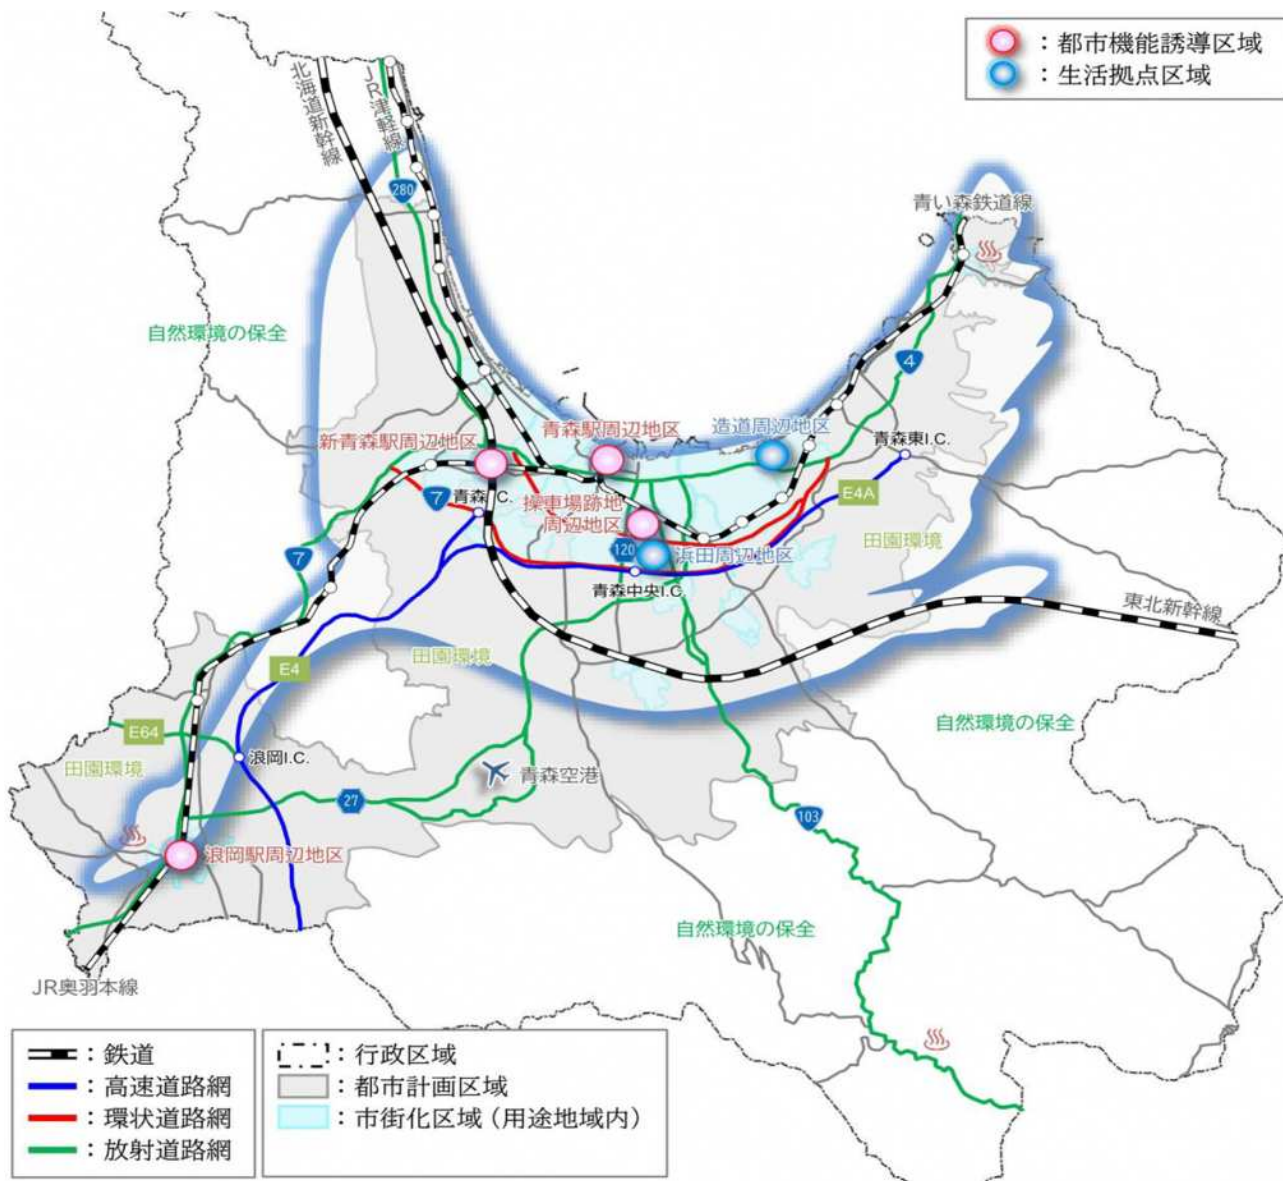 ：都市機能誘導区域
：生活拠点区域
北海道新幹線
JR津軽線
280
青い森鉄道線
自然環境の保全
4
新青森駅周辺地区
青森駅周辺地区
造道周辺地区
青森東I.C.
7
青森I.C.
操車場跡地
周辺地区
E4A
120
浜田周辺地区
田園環境
7
青森中央I.C.
東北新幹線
E4
田園環境
自然環境の保全
E64
田園環境
浪岡I.C.
青森空港
27
103
浪岡駅周辺地区
自然環境の保全
JR奥羽本線
：鉄道
：高速道路網
：環状道路網
：放射道路網
：行政区域
：都市計画区域
：市街化区域（用途地域内）